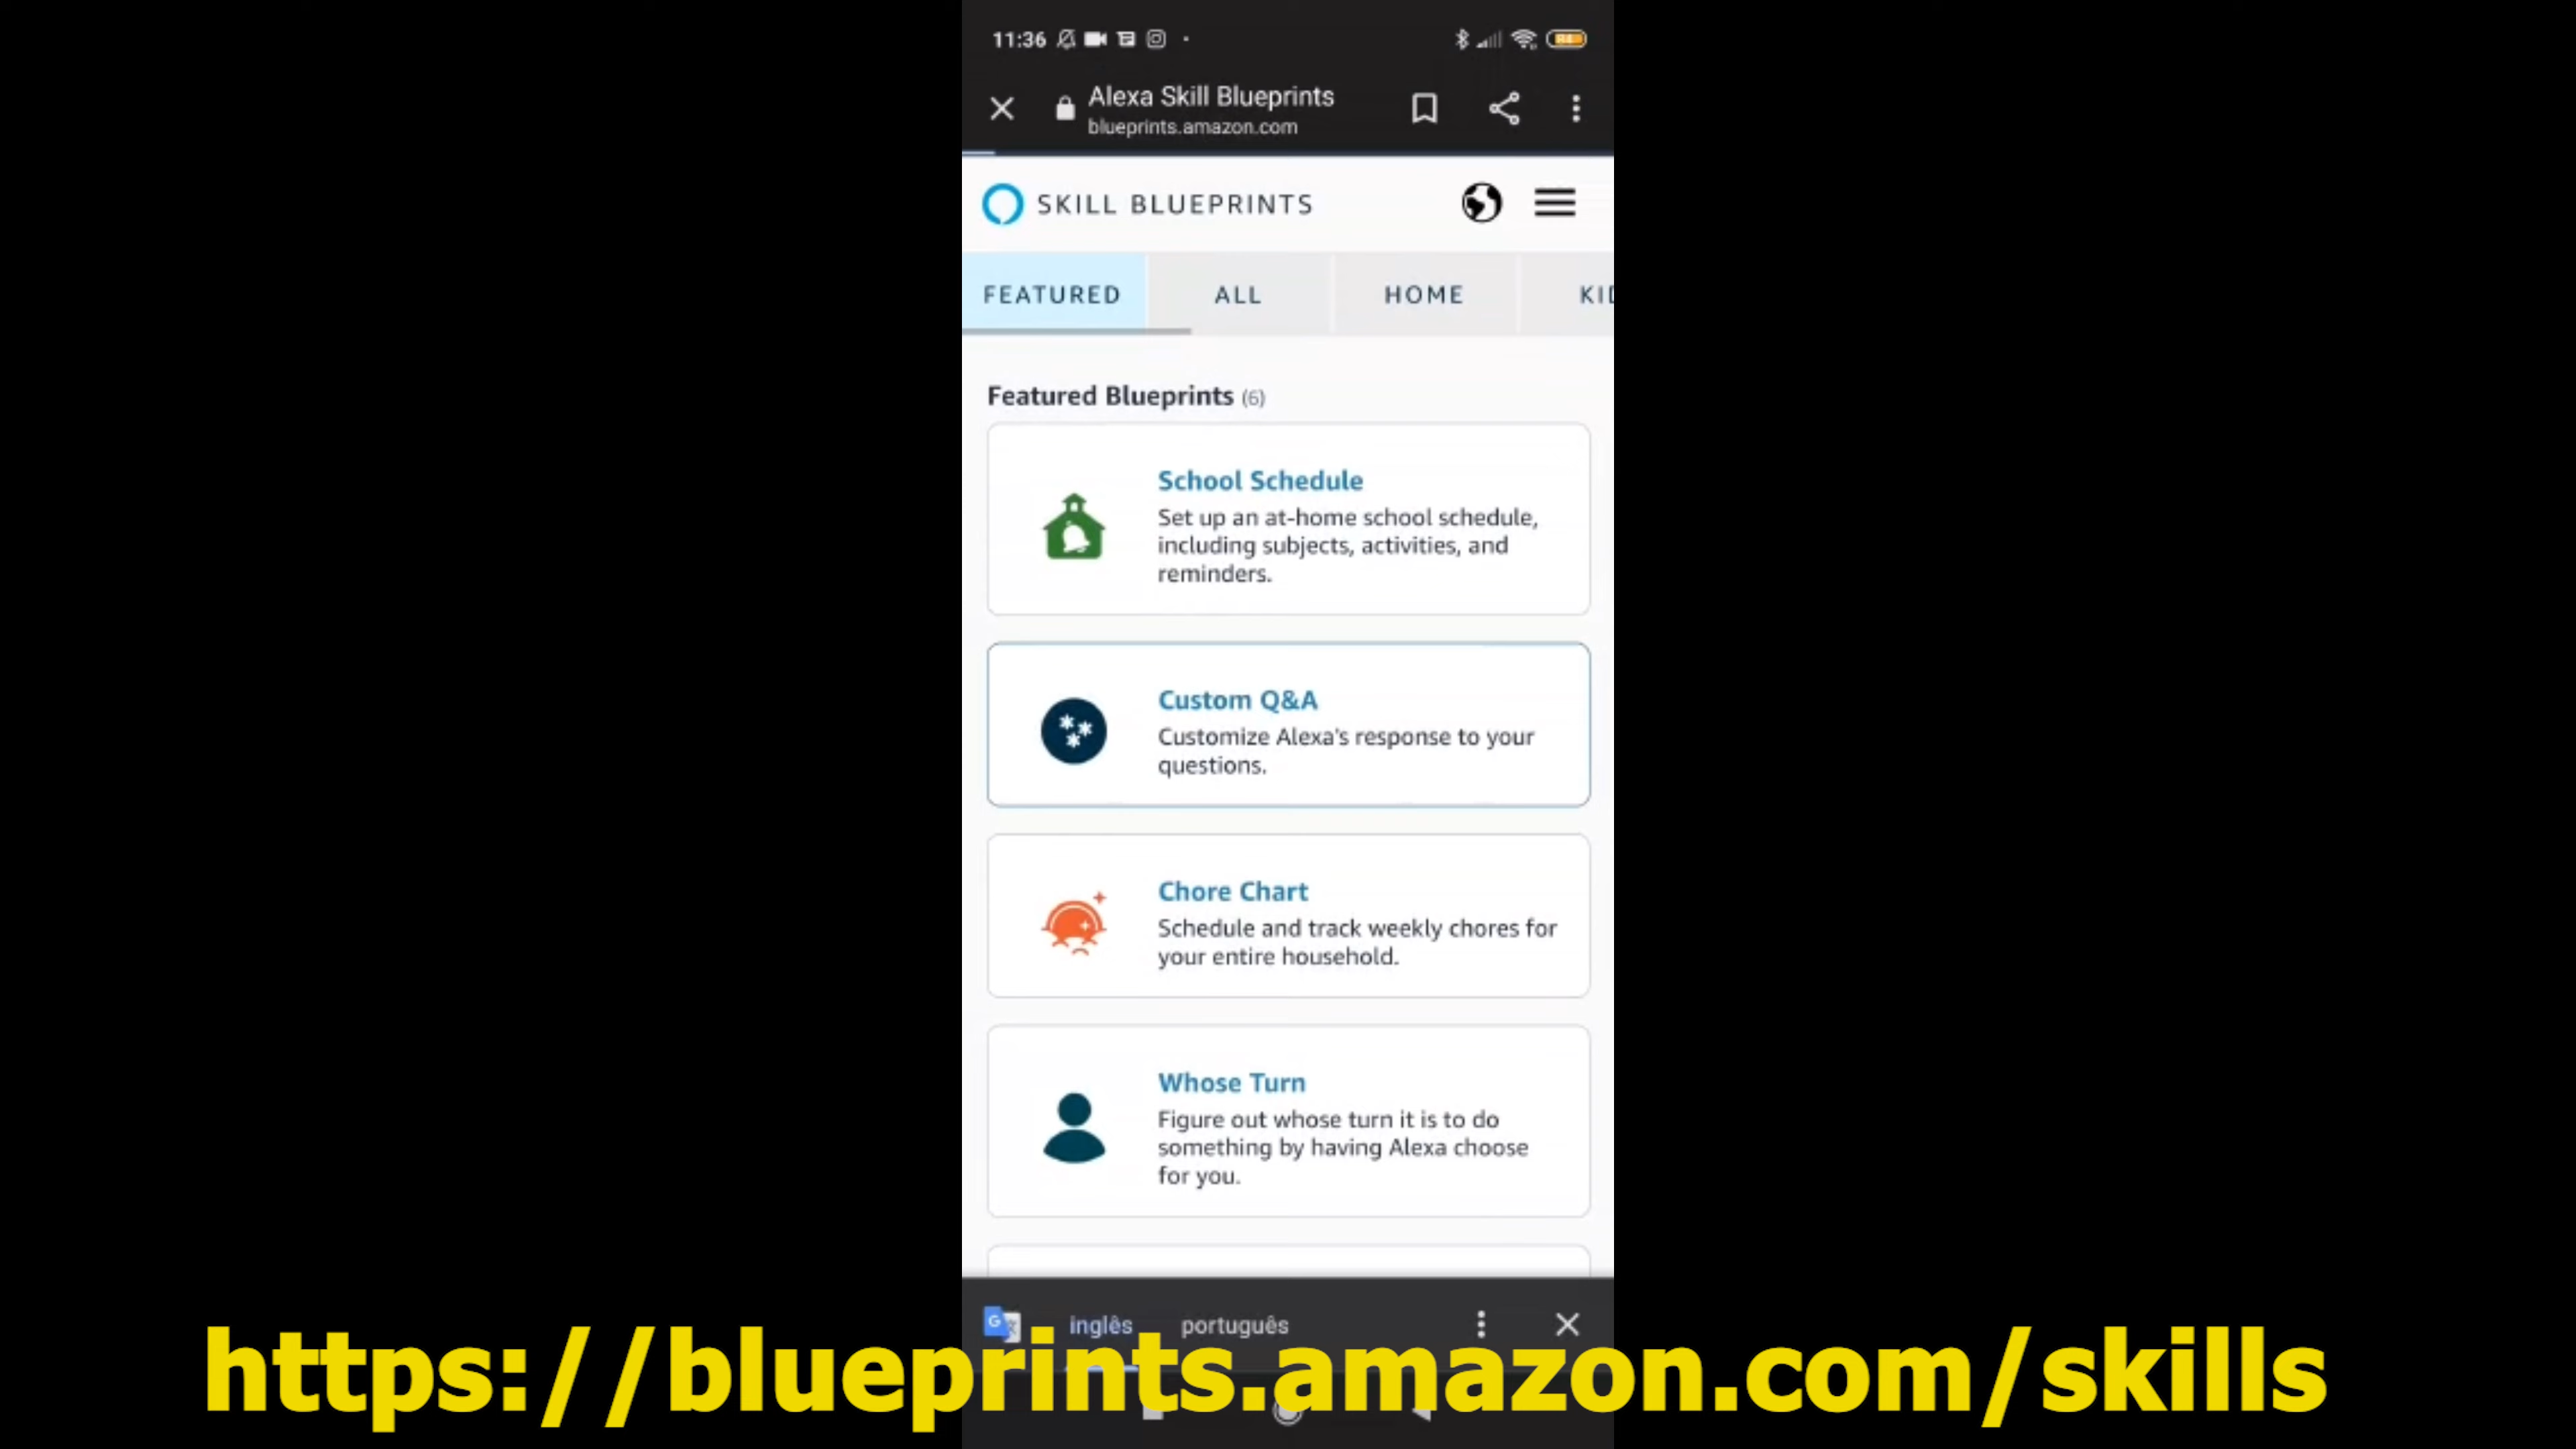 11:36
84
Alexa Skill Blueprints
blueprints.amazon.com
SKILL BLUEPRINTS
FEATURED ALL HOME KID
Featured Blueprints (6)
School Schedule
Set up an at-home school schedule,
including subjects, activities, and
reminders.
Custom Q&A
Customize Alexa's response to your
questions.
Chore Chart
Schedule and track weekly chores for
your entire household.
Whose Turn
Figure out whose turn it is to do
something by having Alexa choose
for you.
inglês português
https://blueprints.amazon.com/skills